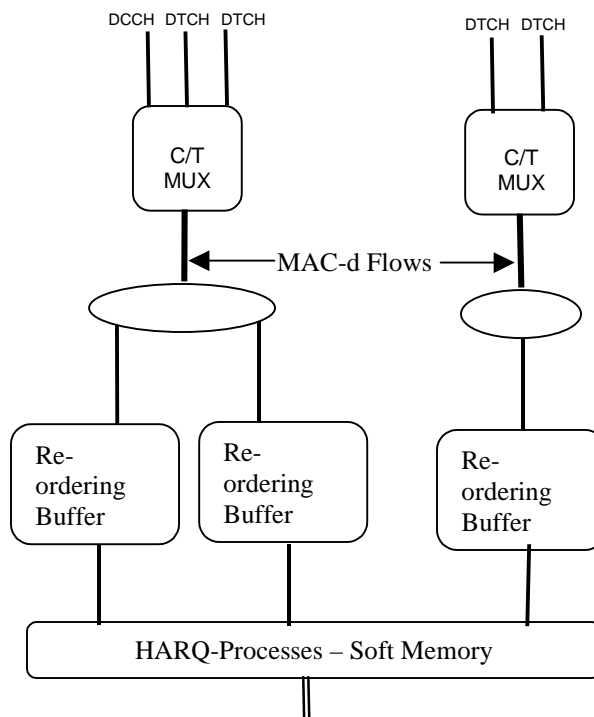 DCCH DTCH DTCH
DTCH DTCH
C/T
MUX
C/T
MUX
MAC-d Flows
Re-
ordering
Buffer
Re-
ordering
Buffer
Re-
ordering
Buffer
HARQ-Processes – Soft Memory